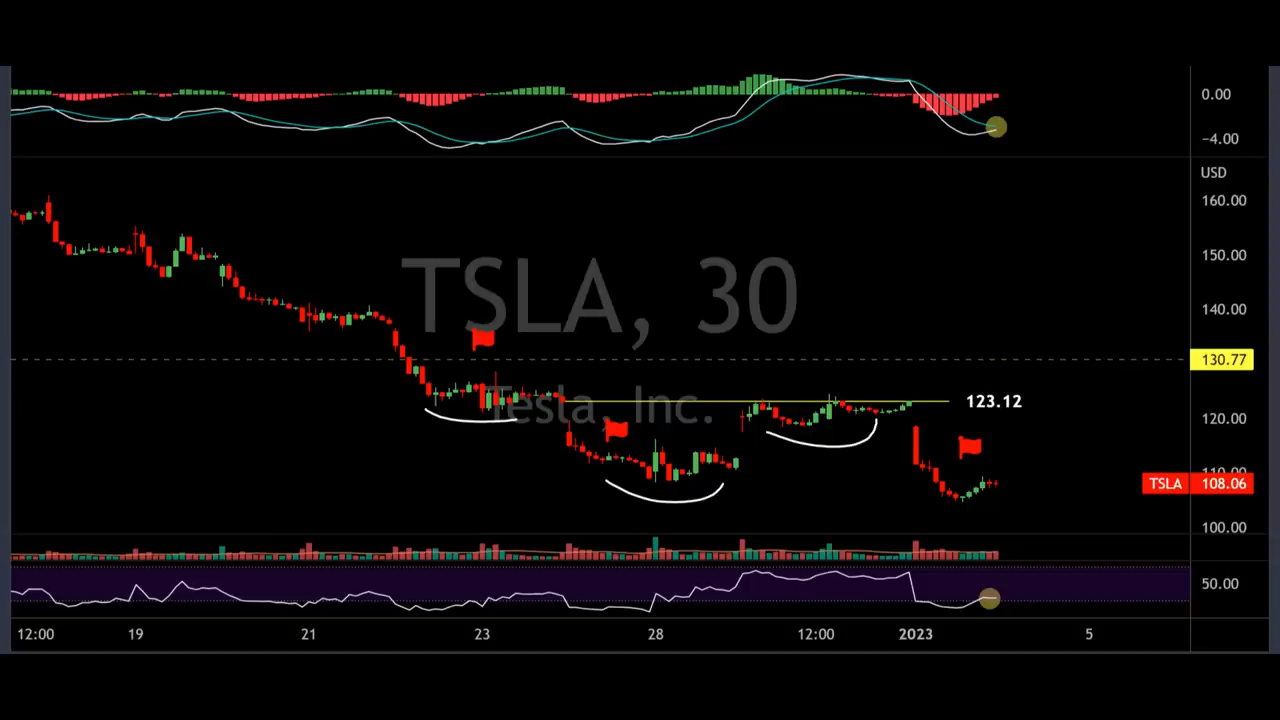 0.00
−4.00
USD
160.00
150.00
140.00
130.77
120.00
110.00
100.00
50.00
TSLA, 30
Tesla, Inc.
123.12
TSLA 108.06
12:00 19 21 23 28 12:00 2023 5